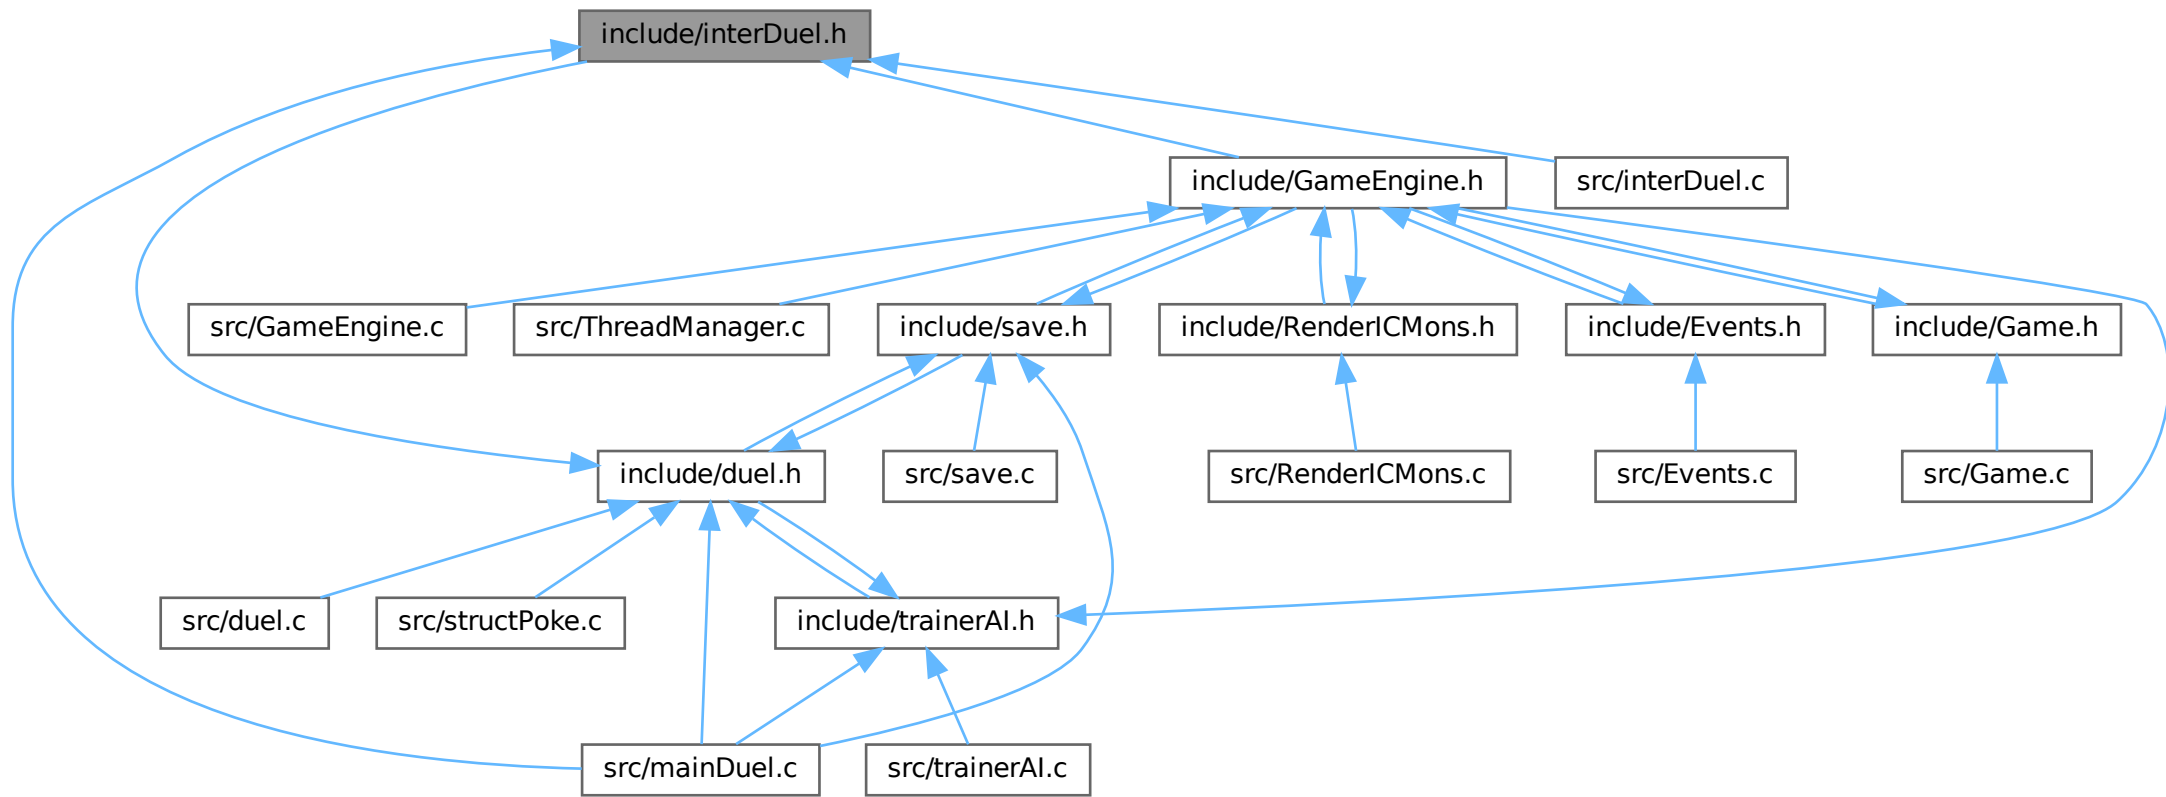 include/interDuel.h
include/GameEngine.h
src/interDuel.c
src/GameEngine.c
src/ThreadManager.c
include/save.h
include/RenderICMons.h
include/Events.h
include/Game.h
include/duel.h
src/save.c
src/RenderICMons.c
src/Events.c
src/Game.c
src/duel.c
src/structPoke.c
include/trainerAI.h
src/mainDuel.c
src/trainerAI.c